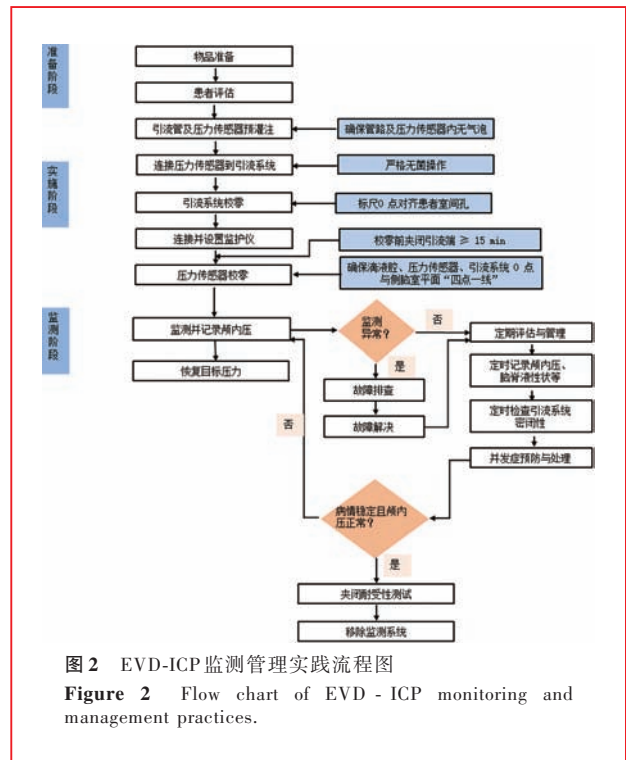 准备阶段
物品准备
患者评估
引流管及压力传感器预灌注
确保管路及压力传感器内无气泡
实施阶段
连接压力传感器到引流系统
严格无菌操作
引流系统校零
标尺0 点对齐患者室间孔
连接并设置监护仪
校零前夹闭引流端 ≥ 15 min
压力传感器校零
确保滴液腔、压力传感器、引流系统 0 点
与侧脑室平面“四点一线”
监测阶段
监测并记录颅内压
监测
异常？
否
定期评估与管理
恢复目标压力
是
故障排查
定时记录颅内压、
脑脊液性状等
否
故障解决
定时检查引流系统
密闭性
并发症预防与处理
病情稳定且颅内
压正常？
是
夹闭耐受性测试
移除监测系统
图 2 EVD-ICP监测管理实践流程图
Figure 2 Flow chart of EVD - ICP monitoring and
management practices.